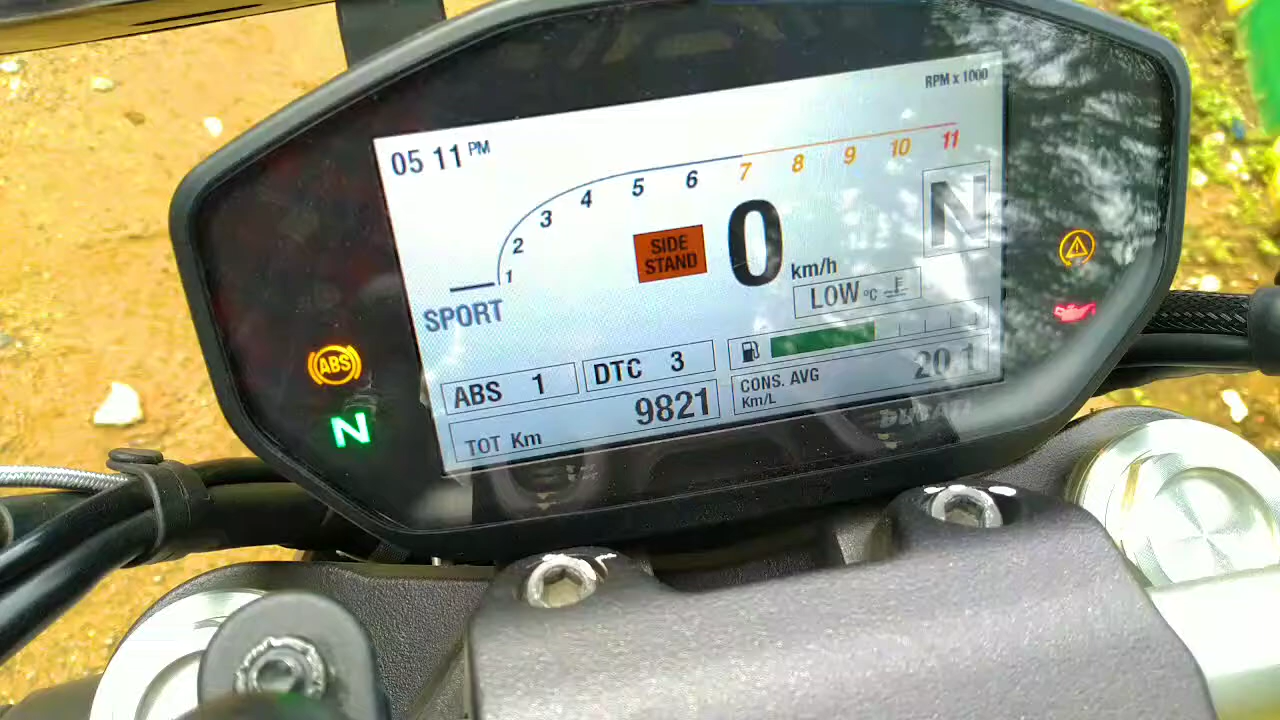 RPM x 1000
05 11 PM
1 2 3 4 5 6 7 8 9 10 11
N
SIDE
STAND
0
km/h
LOW °C
SPORT
ABS
N
ABS 1
DTC 3
TOT Km 9821
CONS. AVG 20.1
Km/L
DUCATI